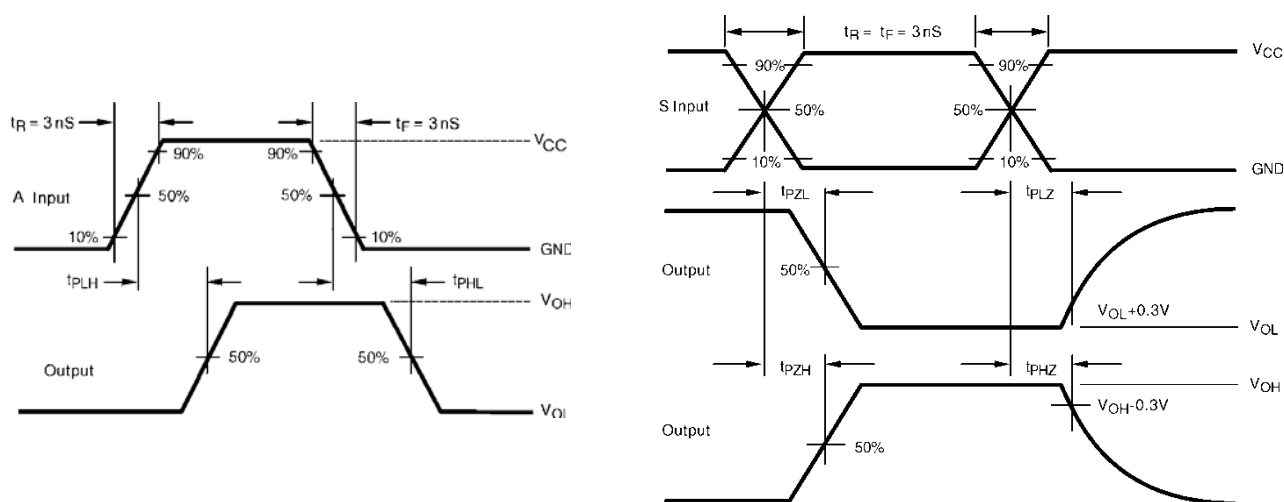 tR = 3 nS
tF = 3 nS
VCC
90%
90%
A Input
50%
50%
10%
10%
GND
tPLH
tPHL
VOH
Output
50%
50%
VOL
tR = tF = 3 nS
VCC
90%
90%
S Input
50%
50%
10%
10%
GND
tPZL
tPLZ
Output
50%
VOL+0.3V
VOL
tPZH
tPHZ
VOH
VOH-0.3V
Output
50%